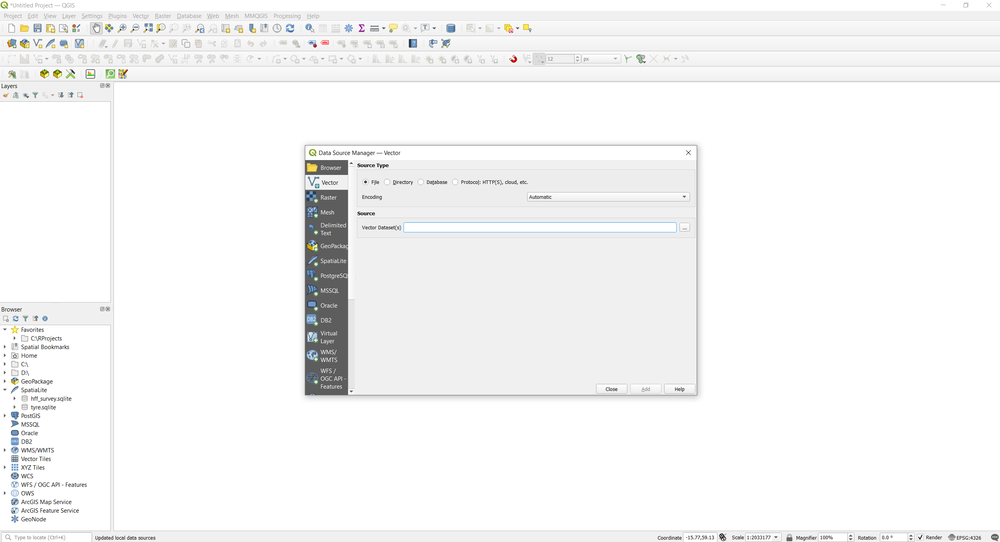 *Untitled Project — QGIS
Project Edit View Layer Settings Plugins Vector Raster Database Web Mesh MMQGIS Processing Help
12 px
Layers
Data Source Manager — Vector
Browser
Vector
Raster
Mesh
Delimited
Text
GeoPackag
SpatiaLite
PostgreSQ
MSSQL
Oracle
DB2 DB2
Virtual
Layer
WMS/
WMTS
WFS /
OGC API -
Features
Source Type
File Directory Database Protocol: HTTP(S), cloud, etc.
Encoding Automatic
Source
Vector Dataset(s) ...
Close Add Help
Browser
Favorites
C:\RProjects
Spatial Bookmarks
Home
C:\
D:\
GeoPackage
SpatiaLite
hff_survey.sqlite
tyre.sqlite
PostGIS
MSSQL
Oracle
DB2 DB2
WMS/WMTS
Vector Tiles
XYZ Tiles
WCS
WFS / OGC API - Features
OWS
ArcGIS Map Service
ArcGIS Feature Service
GeoNode
Type to locate (Ctrl+K) Updated local data sources Coordinate -15.77,59.13 Scale 1:2033177 Magnifier 100% Rotation 0.0 ° Render EPSG:4326